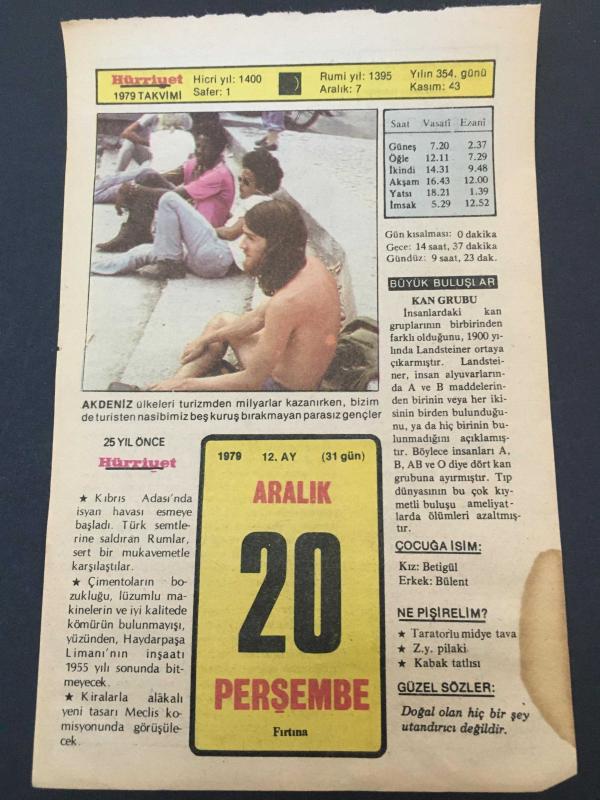 Hürriyet
1979 TAKVİMİ
Hicri yıl: 1400
Safer: 1
Rumi yıl: 1395
Aralık: 7
Yılın 354. günü
Kasım: 43
Saat Vasatî Ezanî
Güneş 7.20 2.37
Öğle 12.11 7.29
İkindi 14.31 9.48
Akşam 16.43 12.00
Yatsı 18.21 1.39
İmsak 5.29 12.52
Gün kısalması: 0 dakika
Gece: 14 saat, 37 dakika
Gündüz: 9 saat, 23 dak.
AKDENİZ ülkeleri turizmden milyarlar kazanırken, bizim
de turisten nasibimiz beş kuruş bırakmayan parasız gençler
BÜYÜK BULUŞLAR
KAN GRUBU
İnsanlardaki kan
gruplarının birbirinden
farklı olduğunu, 1900 yı-
lında Landsteiner ortaya
çıkarmıştır. Landstei-
ner, insan alyuvarların-
da A ve B maddelerin-
den birinin veya her iki-
sinin birden bulunduğu-
nu, ya da hiç birinin bu-
lunmadığını açıklamış-
tır. Böylece insanları A,
B, AB ve O diye dört kan
grubuna ayırmıştır. Tıp
dünyasının bu çok kıy-
metli buluşu ameliyat-
larda ölümleri azaltmış-
tır.
25 YIL ÖNCE
Hürriyet
★ Kıbrıs Adası'nda
isyan havası esmeye
başladı. Türk semtle-
rine saldıran Rumlar,
sert bir mukavemetle
karşılaştılar.
★ Çimentoların bo-
zukluğu, lüzumlu ma-
kinelerin ve iyi kalitede
kömürün bulunmayışı,
yüzünden, Haydarpaşa
Limanı'nın inşaatı
1955 yılı sonunda bit-
meyecek.
★ Kiralarla alâkalı
yeni tasarı Meclis ko-
misyonunda görüşüle-
cek.
1979 12. AY (31 gün)
ARALIK
20
PERŞEMBE
Fırtına
ÇOCUĞA İSİM:
Kız: Betigül
Erkek: Bülent
NE PİŞİRELİM?
★ Taratorlu midye tava
★ Z.y. pilaki
★ Kabak tatlısı
GÜZEL SÖZLER:
Doğal olan hiç bir şey
utandırıcı değildir.